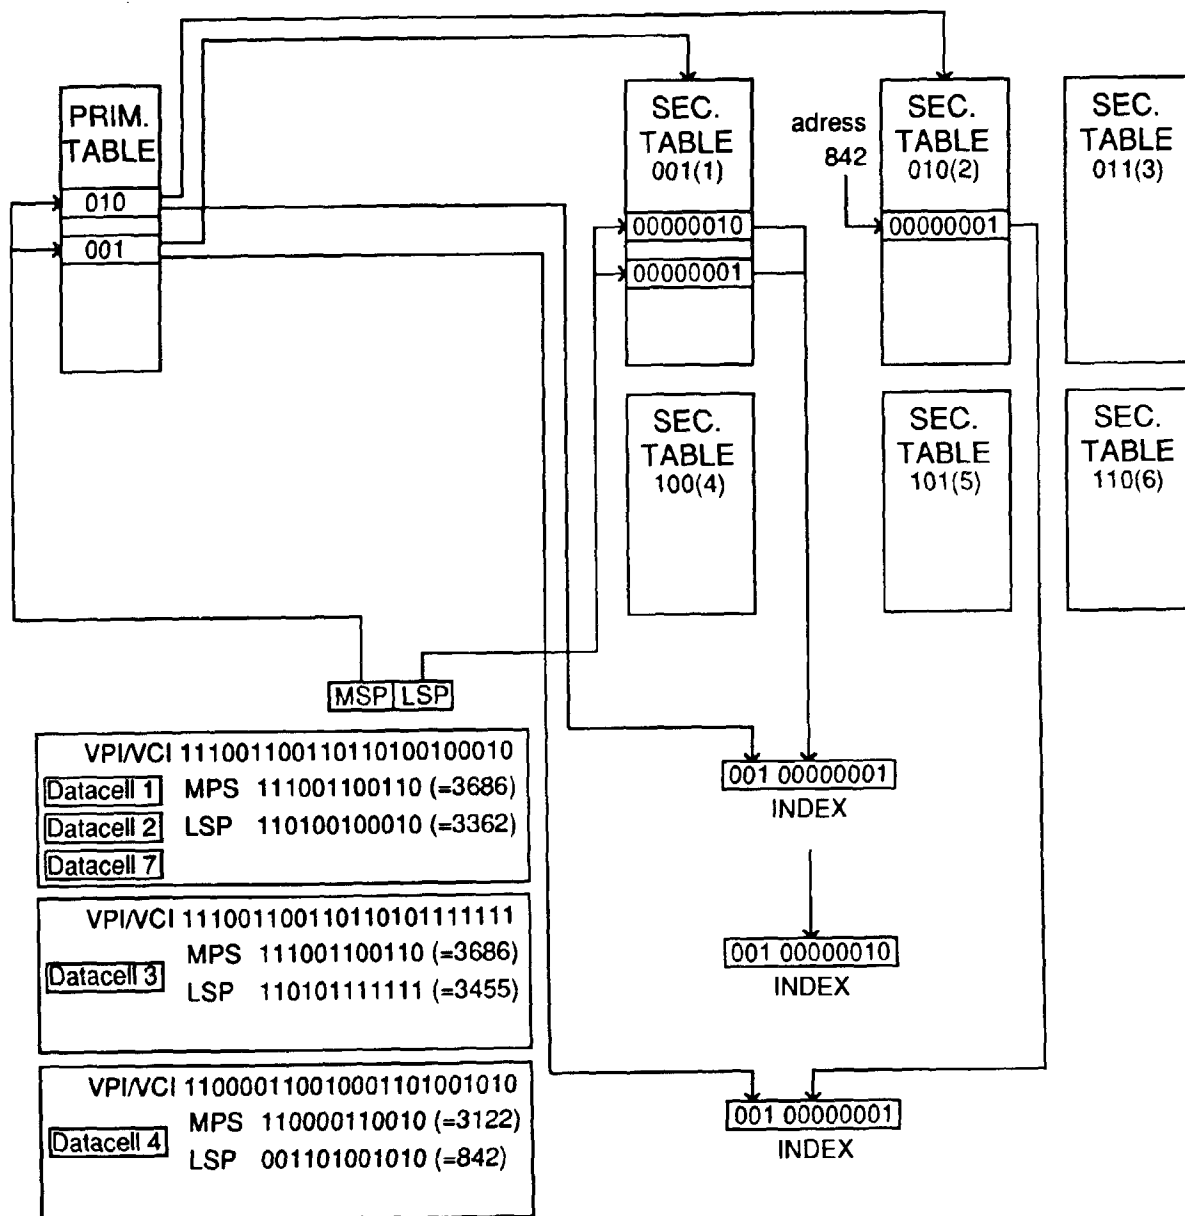 PRIM.
TABLE
010
001
SEC.
TABLE
001(1)
00000010
00000001
adress
842
SEC.
TABLE
010(2)
00000001
SEC.
TABLE
011(3)
SEC.
TABLE
100(4)
SEC.
TABLE
101(5)
SEC.
TABLE
110(6)
MSP LSP
VPI/VCI 111001100110110100100010
Datacell 1 MPS 111001100110 (=3686)
Datacell 2 LSP 110100100010 (=3362)
Datacell 7
VPI/VCI 111001100110110101111111
MPS 111001100110 (=3686)
Datacell 3
LSP 110101111111 (=3455)
VPI/VCI 110000110010001101001010
MPS 110000110010 (=3122)
Datacell 4
LSP 001101001010 (=842)
001 00000001
INDEX
001 00000010
INDEX
001 00000001
INDEX